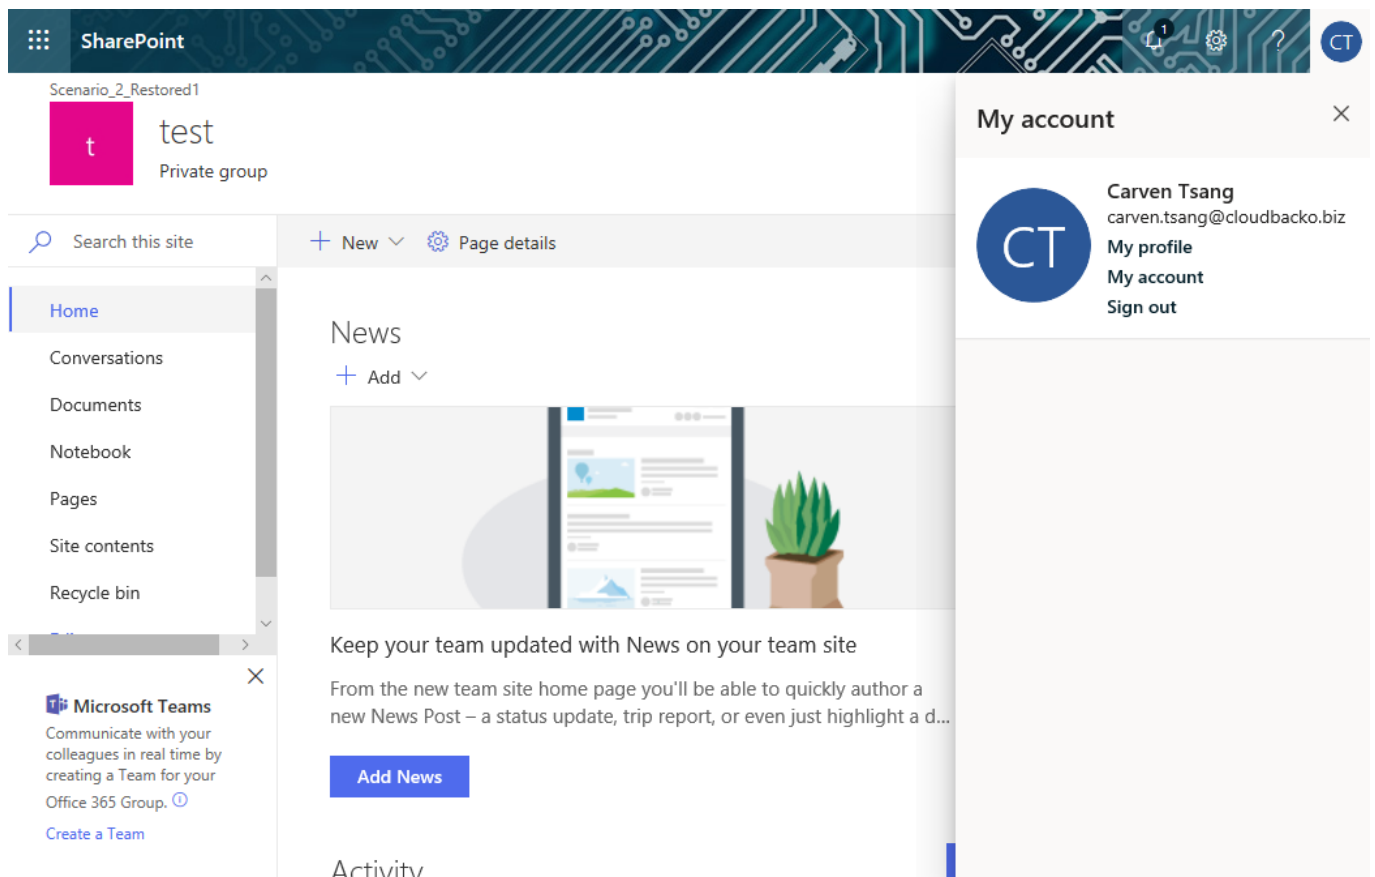 SharePoint
1
?
CT
Scenario_2_Restored1
t
test
Private group
Search this site
New
Page details
Home
Conversations
Documents
Notebook
Pages
Site contents
Recycle bin
Microsoft Teams
Communicate with your
colleagues in real time by
creating a Team for your
Office 365 Group.
Create a Team
News
Add
Keep your team updated with News on your team site
From the new team site home page you'll be able to quickly author a
new News Post – a status update, trip report, or even just highlight a d...
Add News
Activity
My account
CT
Carven Tsang
carven.tsang@cloudbacko.biz
My profile
My account
Sign out